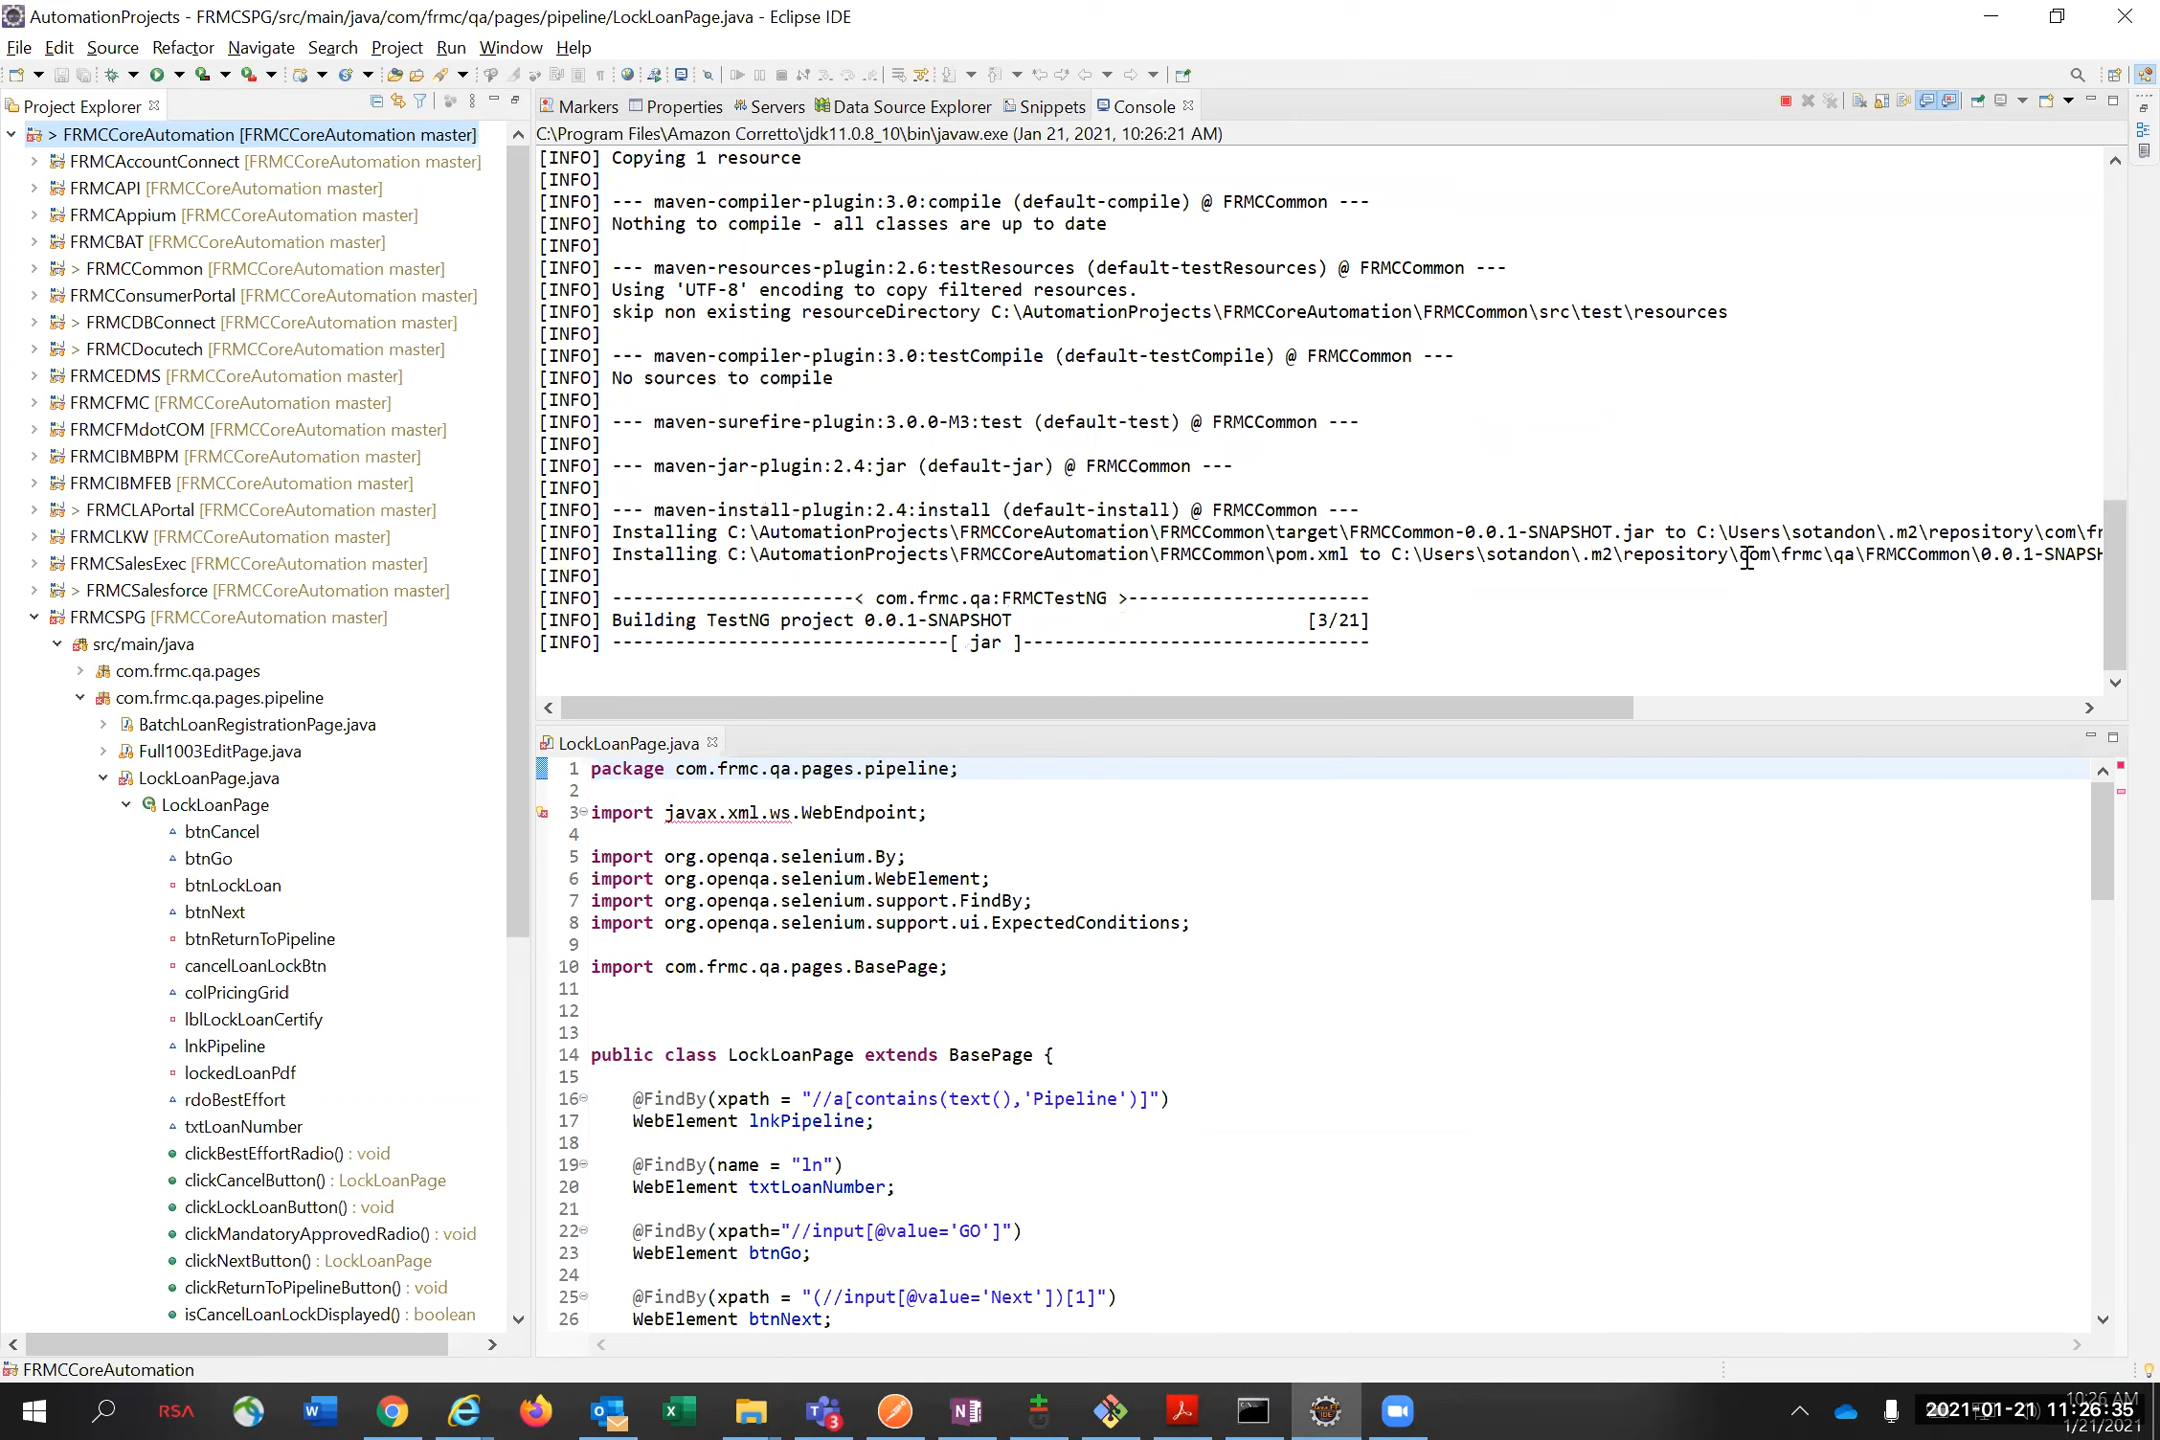 AutomationProjects - FRMCSPG/src/main/java/com/frmc/qa/pages/pipeline/LockLoanPage.java - Eclipse IDE
File Edit Source Refactor Navigate Search Project Run Window Help
Project Explorer
> FRMCCoreAutomation [FRMCCoreAutomation master]
FRMCAccountConnect [FRMCCoreAutomation master]
FRMCAPI [FRMCCoreAutomation master]
FRMCAppium [FRMCCoreAutomation master]
FRMCBAT [FRMCCoreAutomation master]
> FRMCCommon [FRMCCoreAutomation master]
FRMCConsumerPortal [FRMCCoreAutomation master]
> FRMCDBConnect [FRMCCoreAutomation master]
> FRMCDocutech [FRMCCoreAutomation master]
FRMCEDMS [FRMCCoreAutomation master]
FRMCFMC [FRMCCoreAutomation master]
FRMCFMdotCOM [FRMCCoreAutomation master]
FRMCIBMBPM [FRMCCoreAutomation master]
FRMCIBMFEB [FRMCCoreAutomation master]
> FRMCLAPortal [FRMCCoreAutomation master]
FRMCLKW [FRMCCoreAutomation master]
FRMCSalesExec [FRMCCoreAutomation master]
> FRMCSalesforce [FRMCCoreAutomation master]
FRMCSPG [FRMCCoreAutomation master]
src/main/java
com.frmc.qa.pages
com.frmc.qa.pages.pipeline
BatchLoanRegistrationPage.java
Full1003EditPage.java
LockLoanPage.java
LockLoanPage
btnCancel
btnGo
btnLockLoan
btnNext
btnReturnToPipeline
cancelLoanLockBtn
colPricingGrid
lblLockLoanCertify
lnkPipeline
lockedLoanPdf
rdoBestEffort
txtLoanNumber
clickBestEffortRadio() : void
clickCancelButton() : LockLoanPage
clickLockLoanButton() : void
clickMandatoryApprovedRadio() : void
clickNextButton() : LockLoanPage
clickReturnToPipelineButton() : void
isCancelLoanLockDisplayed() : boolean
Markers Properties Servers Data Source Explorer Snippets Console
C:\Program Files\Amazon Corretto\jdk11.0.8_10\bin\javaw.exe (Jan 21, 2021, 10:26:21 AM)
[INFO] Copying 1 resource
[INFO]
[INFO] --- maven-compiler-plugin:3.0:compile (default-compile) @ FRMCCommon ---
[INFO] Nothing to compile - all classes are up to date
[INFO]
[INFO] --- maven-resources-plugin:2.6:testResources (default-testResources) @ FRMCCommon ---
[INFO] Using 'UTF-8' encoding to copy filtered resources.
[INFO] skip non existing resourceDirectory C:\AutomationProjects\FRMCCoreAutomation\FRMCCommon\src\test\resources
[INFO]
[INFO] --- maven-compiler-plugin:3.0:testCompile (default-testCompile) @ FRMCCommon ---
[INFO] No sources to compile
[INFO]
[INFO] --- maven-surefire-plugin:3.0.0-M3:test (default-test) @ FRMCCommon ---
[INFO]
[INFO] --- maven-jar-plugin:2.4:jar (default-jar) @ FRMCCommon ---
[INFO]
[INFO] --- maven-install-plugin:2.4:install (default-install) @ FRMCCommon ---
[INFO] Installing C:\AutomationProjects\FRMCCoreAutomation\FRMCCommon\target\FRMCCommon-0.0.1-SNAPSHOT.jar to C:\Users\sotandon\.m2\repository\com\fr
[INFO] Installing C:\AutomationProjects\FRMCCoreAutomation\FRMCCommon\pom.xml to C:\Users\sotandon\.m2\repository\com\frmc\qa\FRMCCommon\0.0.1-SNAPSH
[INFO]
[INFO] -----------------------< com.frmc.qa:FRMCTestNG >-----------------------
[INFO] Building TestNG project 0.0.1-SNAPSHOT [3/21]
[INFO] --------------------------------[ jar ]---------------------------------
LockLoanPage.java
1 package com.frmc.qa.pages.pipeline;
2
3 import javax.xml.ws.WebEndpoint;
4
5 import org.openqa.selenium.By;
6 import org.openqa.selenium.WebElement;
7 import org.openqa.selenium.support.FindBy;
8 import org.openqa.selenium.support.ui.ExpectedConditions;
9
10 import com.frmc.qa.pages.BasePage;
11
12
13
14 public class LockLoanPage extends BasePage {
15
16 @FindBy(xpath = "//a[contains(text(),'Pipeline')]")
17 WebElement lnkPipeline;
18
19 @FindBy(name = "ln")
20 WebElement txtLoanNumber;
21
22 @FindBy(xpath="//input[@value='GO']")
23 WebElement btnGo;
24
25 @FindBy(xpath = "(//input[@value='Next'])[1]")
26 WebElement btnNext;
FRMCCoreAutomation
RSA
3
10:26 AM
2021-01-21 11:26:35
1/21/2021